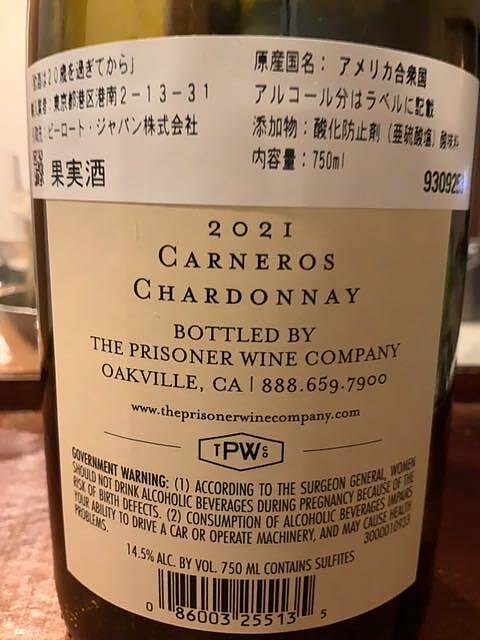 酒は20歳を過ぎてから」
東京都港区港南2-13-31
ピーロート・ジャパン株式会社
果実酒
原産国名: アメリカ合衆国
アルコール分はラベルに記載
添加物:酸化防止剤(亜硫酸塩)酸味料
内容量:750ml
2021
CARNEROS
CHARDONNAY
BOTTLED BY
THE PRISONER WINE COMPANY
OAKVILLE, CA | 888.659.7900
www.theprisonerwinecompany.com
TPWCo
GOVERNMENT WARNING: (1) ACCORDING TO THE SURGEON GENERAL, WOMEN
SHOULD NOT DRINK ALCOHOLIC BEVERAGES DURING PREGNANCY BECAUSE OF THE
RISK OF BIRTH DEFECTS. (2) CONSUMPTION OF ALCOHOLIC BEVERAGES IMPAIRS
YOUR ABILITY TO DRIVE A CAR OR OPERATE MACHINERY, AND MAY CAUSE HEALTH
PROBLEMS.
3000010933
14.5% ALC. BY VOL. 750 ML CONTAINS SULFITES
0 86003 25513 5